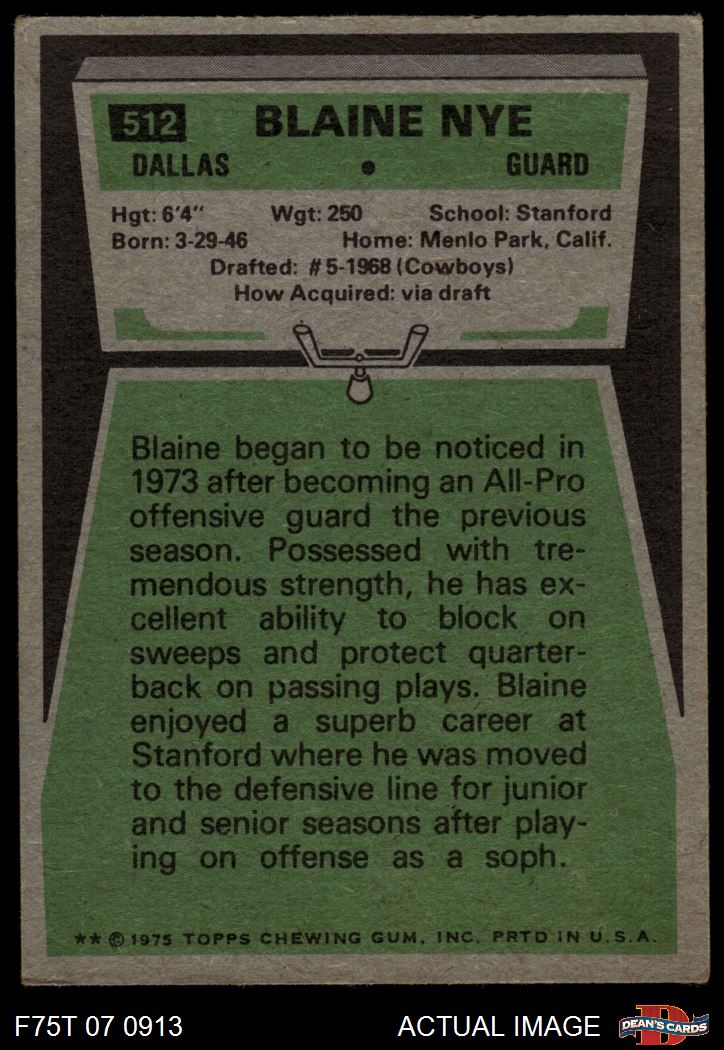 512 BLAINE NYE
DALLAS • GUARD
Hgt: 6'4" Wgt: 250 School: Stanford
Born: 3-29-46 Home: Menlo Park, Calif.
Drafted: #5-1968 (Cowboys)
How Acquired: via draft
Blaine began to be noticed in
1973 after becoming an All-Pro
offensive guard the previous
season. Possessed with tre-
mendous strength, he has ex-
cellent ability to block on
sweeps and protect quarter-
back on passing plays. Blaine
enjoyed a superb career at
Stanford where he was moved
to the defensive line for junior
and senior seasons after play-
ing on offense as a soph.
** © 1975 TOPPS CHEWING GUM, INC. PRTD IN U.S.A.
F75T 07 0913 ACTUAL IMAGE D DEAN'S CARDS